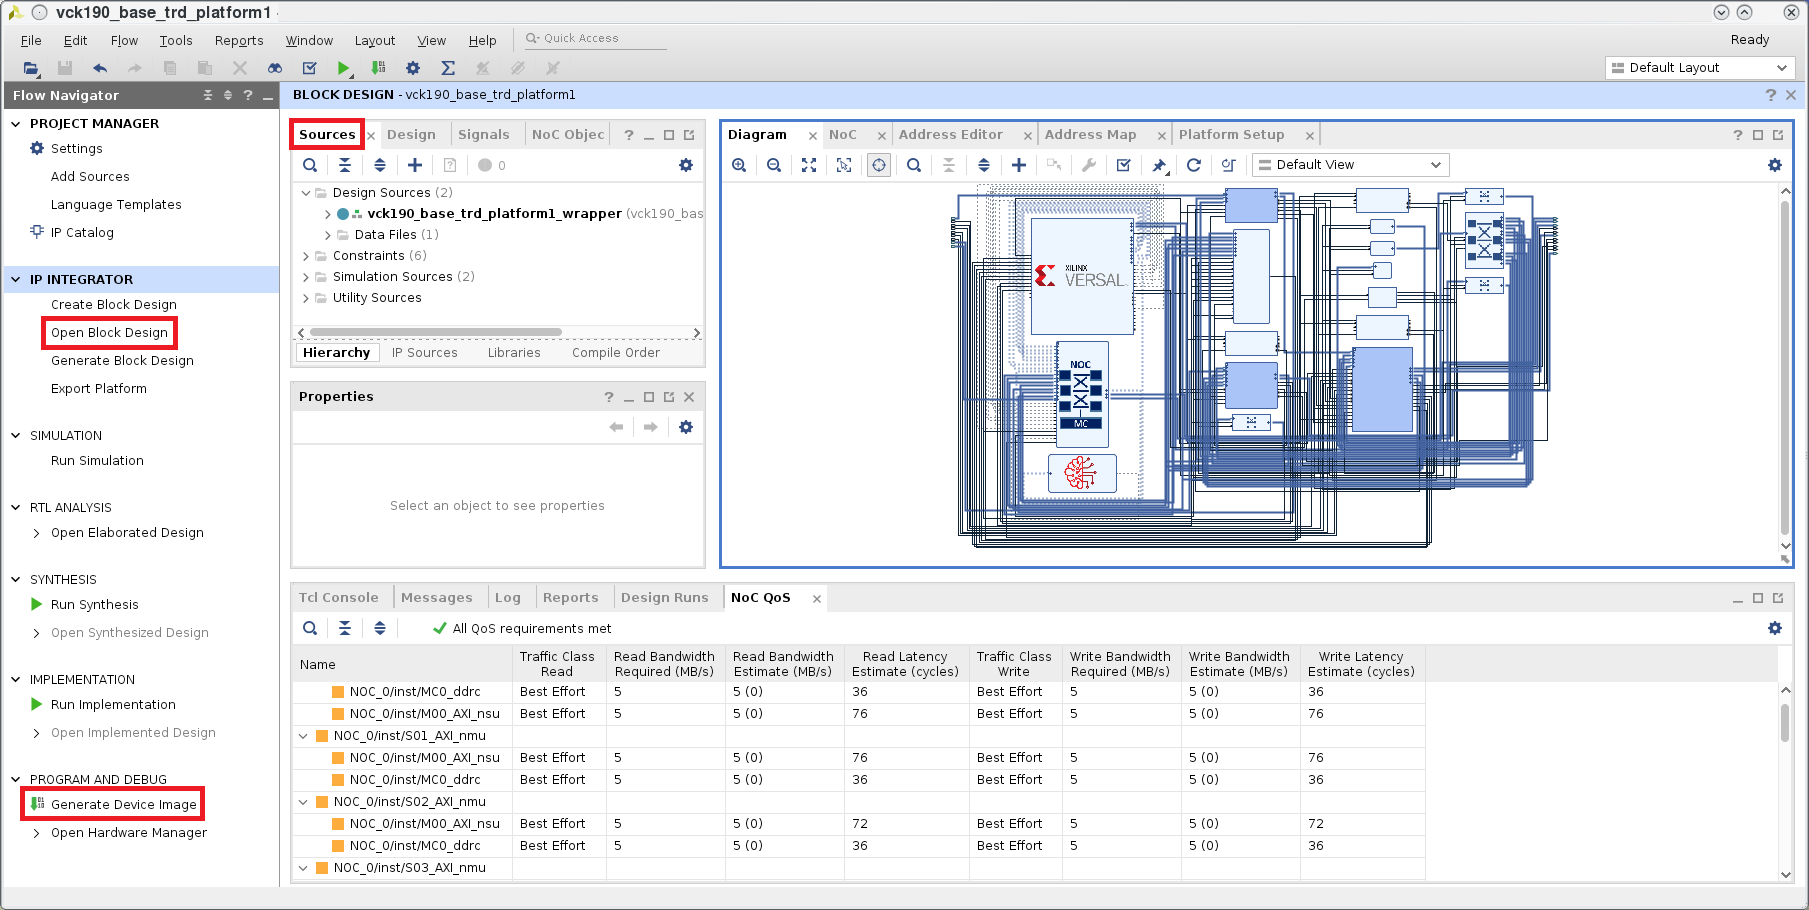 vck190_base_trd_platform1
File Edit Flow Tools Reports Window Layout View Help Quick Access Ready
Default Layout
Flow Navigator
PROJECT MANAGER
Settings
Add Sources
Language Templates
IP Catalog
IP INTEGRATOR
Create Block Design
Open Block Design
Generate Block Design
Export Platform
SIMULATION
Run Simulation
RTL ANALYSIS
Open Elaborated Design
SYNTHESIS
Run Synthesis
Open Synthesized Design
IMPLEMENTATION
Run Implementation
Open Implemented Design
PROGRAM AND DEBUG
Generate Device Image
Open Hardware Manager
BLOCK DESIGN - vck190_base_trd_platform1
Sources Design Signals NoC Objec
0
Design Sources (2)
vck190_base_trd_platform1_wrapper (vck190_bas
Data Files (1)
Constraints (6)
Simulation Sources (2)
Utility Sources
Hierarchy IP Sources Libraries Compile Order
Properties
Select an object to see properties
Diagram NoC Address Editor Address Map Platform Setup
Default View
XILINX
VERSAL
NOC
MC
Tcl Console Messages Log Reports Design Runs NoC QoS
All QoS requirements met
Name Traffic Class Read Read Bandwidth Required (MB/s) Read Bandwidth Estimate (MB/s) Read Latency Estimate (cycles) Traffic Class Write Write Bandwidth Required (MB/s) Write Bandwidth Estimate (MB/s) Write Latency Estimate (cycles)
NOC_0/inst/MC0_ddrc Best Effort 5 5 (0) 36 Best Effort 5 5 (0) 36
NOC_0/inst/M00_AXI_nsu Best Effort 5 5 (0) 76 Best Effort 5 5 (0) 76
NOC_0/inst/S01_AXI_nmu
NOC_0/inst/M00_AXI_nsu Best Effort 5 5 (0) 76 Best Effort 5 5 (0) 76
NOC_0/inst/MC0_ddrc Best Effort 5 5 (0) 36 Best Effort 5 5 (0) 36
NOC_0/inst/S02_AXI_nmu
NOC_0/inst/M00_AXI_nsu Best Effort 5 5 (0) 72 Best Effort 5 5 (0) 72
NOC_0/inst/MC0_ddrc Best Effort 5 5 (0) 36 Best Effort 5 5 (0) 36
NOC_0/inst/S03_AXI_nmu